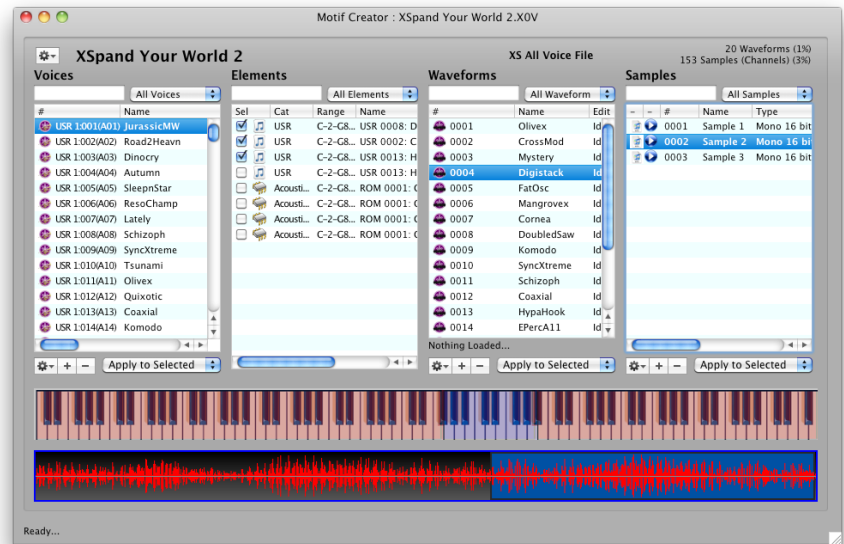 Motif Creator : XSpand Your World 2.X0V
XSpand Your World 2
XS All Voice File
20 Waveforms (1%)
153 Samples (Channels) (3%)
Voices
Elements
Waveforms
Samples
All Voices
All Elements
All Waveform
All Samples
# Name
USR 1:001(A01) JurassicMW
USR 1:002(A02) Road2Heavn
USR 1:003(A03) Dinocry
USR 1:004(A04) Autumn
USR 1:005(A05) SleepnStar
USR 1:006(A06) ResoChamp
USR 1:007(A07) Lately
USR 1:008(A08) Schizoph
USR 1:009(A09) SyncXtreme
USR 1:010(A10) Tsunami
USR 1:011(A11) Olivex
USR 1:012(A12) Quixotic
USR 1:013(A13) Coaxial
USR 1:014(A14) Komodo
Sel Cat Range Name
USR C-2-G8... USR 0008: D
USR C-2-G8... USR 0002: C
USR C-2-G8... USR 0013: H
USR C-2-G8... USR 0013: H
Acousti... C-2-G8... ROM 0001: C
Acousti... C-2-G8... ROM 0001: C
Acousti... C-2-G8... ROM 0001: C
Acousti... C-2-G8... ROM 0001: C
# Name Edit
0001 Olivex Id
0002 CrossMod Id
0003 Mystery Id
0004 Digistack Id
0005 FatOsc Id
0006 Mangrovex Id
0007 Cornea Id
0008 DoubledSaw Id
0009 Komodo Id
0010 SyncXtreme Id
0011 Schizoph Id
0012 Coaxial Id
0013 HypaHook Id
0014 EPercA11 Id
Nothing Loaded...
- - # Name Type
0001 Sample 1 Mono 16 bit
0002 Sample 2 Mono 16 bi
0003 Sample 3 Mono 16 bit
+ - Apply to Selected
+ - Apply to Selected
+ - Apply to Selected
Ready...